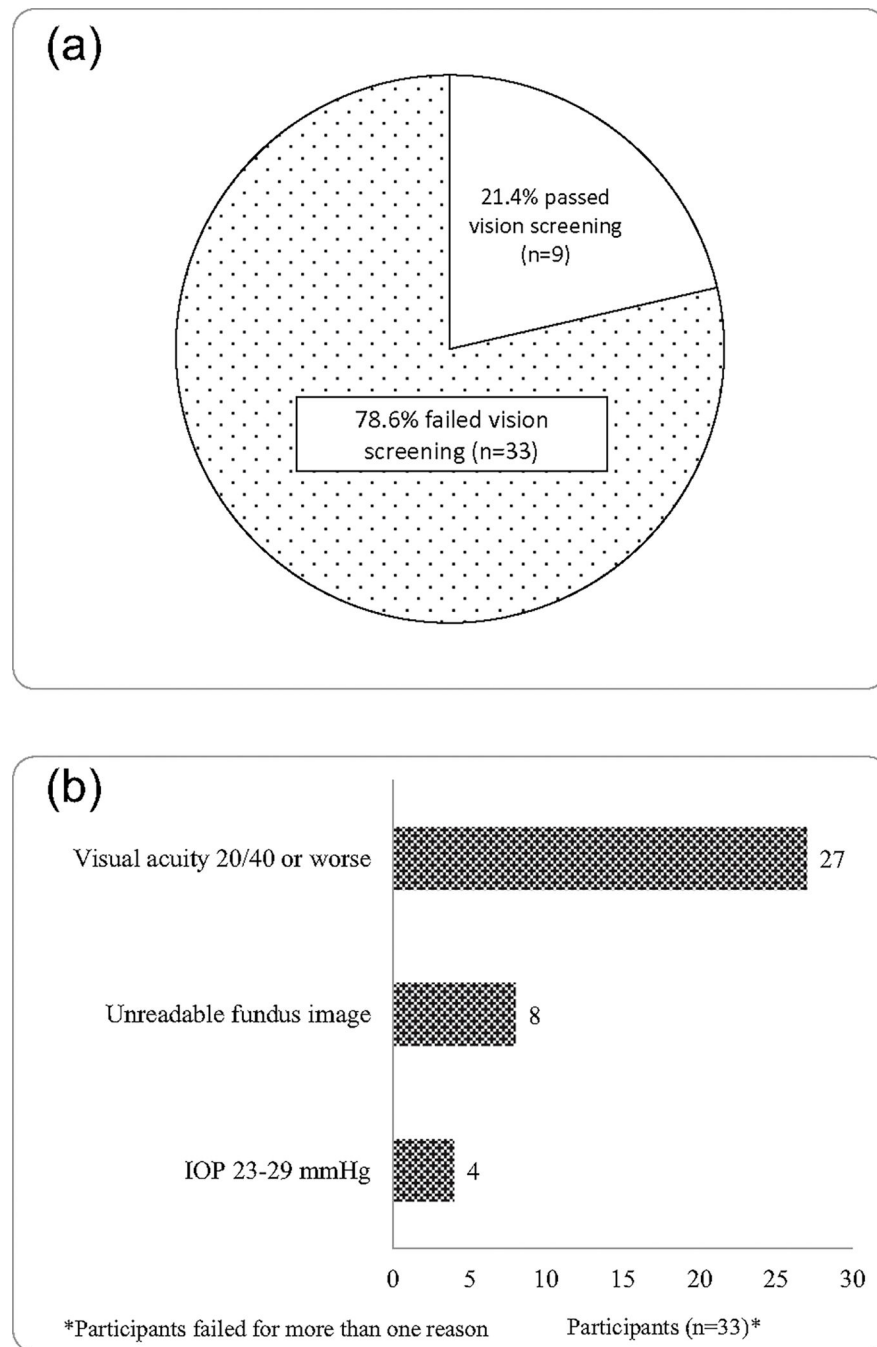 (a)
21.4% passed
vision screening
(n=9)
78.6% failed vision
screening (n=33)
(b)
Visual acuity 20/40 or worse
27
Unreadable fundus image
8
IOP 23-29 mmHg
4
0 5 10 15 20 25 30
*Participants failed for more than one reason
Participants (n=33)*